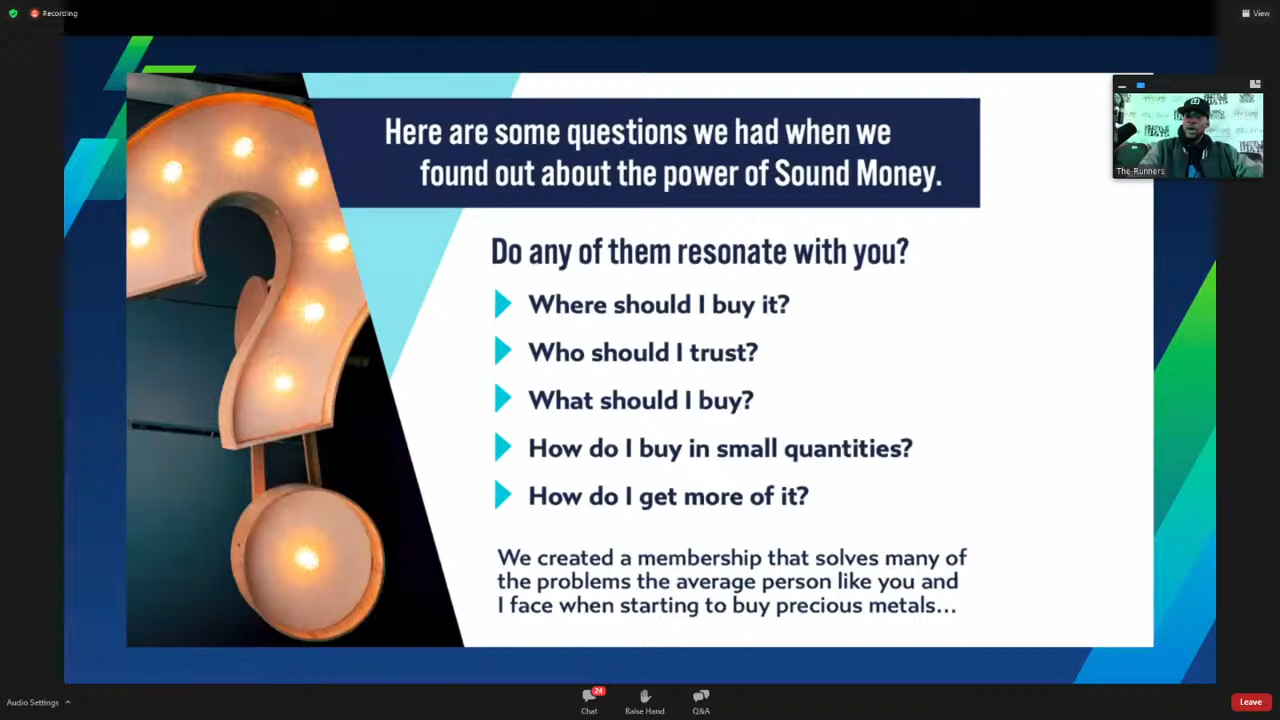 Recording
View
Here are some questions we had when we
found out about the power of Sound Money.
The Runners
Do any of them resonate with you?
Where should I buy it?
Who should I trust?
What should I buy?
How do I buy in small quantities?
How do I get more of it?
We created a membership that solves many of
the problems the average person like you and
I face when starting to buy precious metals...
Audio Settings
24
Chat
Raise Hand
Q&A
Leave